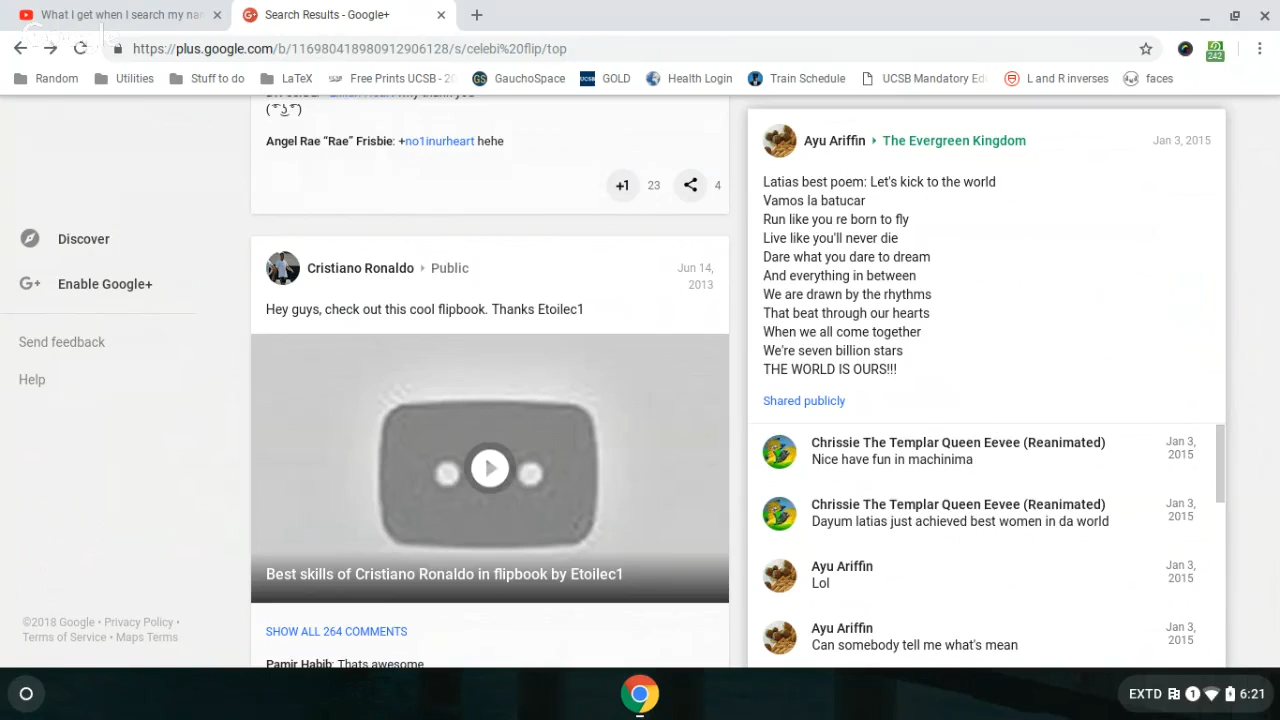 What I get when I search my nam
Search Results - Google+
https://plus.google.com/b/116980418980912906128/s/celebi%20flip/top
Random
Utilities
Stuff to do
LaTeX
Free Prints UCSB - 20
GauchoSpace
GOLD
Health Login
Train Schedule
UCSB Mandatory Edu
L and R inverses
faces
242
( ͡° ͜ʖ ͡°)
Angel Rae “Rae” Frisbie: +no1inurheart hehe
+1
23
4
Discover
G+
Enable Google+
Send feedback
Help
©2018 Google • Privacy Policy •
Terms of Service • Maps Terms
Cristiano Ronaldo
Public
Jun 14,
2013
Hey guys, check out this cool flipbook. Thanks Etoilec1
Best skills of Cristiano Ronaldo in flipbook by Etoilec1
SHOW ALL 264 COMMENTS
Pamir Habib: Thats awesome
Ayu Ariffin
The Evergreen Kingdom
Jan 3, 2015
Latias best poem: Let's kick to the world
Vamos la batucar
Run like you re born to fly
Live like you'll never die
Dare what you dare to dream
And everything in between
We are drawn by the rhythms
That beat through our hearts
When we all come together
We're seven billion stars
THE WORLD IS OURS!!!
Shared publicly
Chrissie The Templar Queen Eevee (Reanimated)
Jan 3,
2015
Nice have fun in machinima
Chrissie The Templar Queen Eevee (Reanimated)
Jan 3,
2015
Dayum latias just achieved best women in da world
Ayu Ariffin
Jan 3,
2015
Lol
Ayu Ariffin
Jan 3,
2015
Can somebody tell me what's mean
EXTD
1
6:21